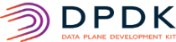 DPDK
DATA PLANE DEVELOPMENT KIT